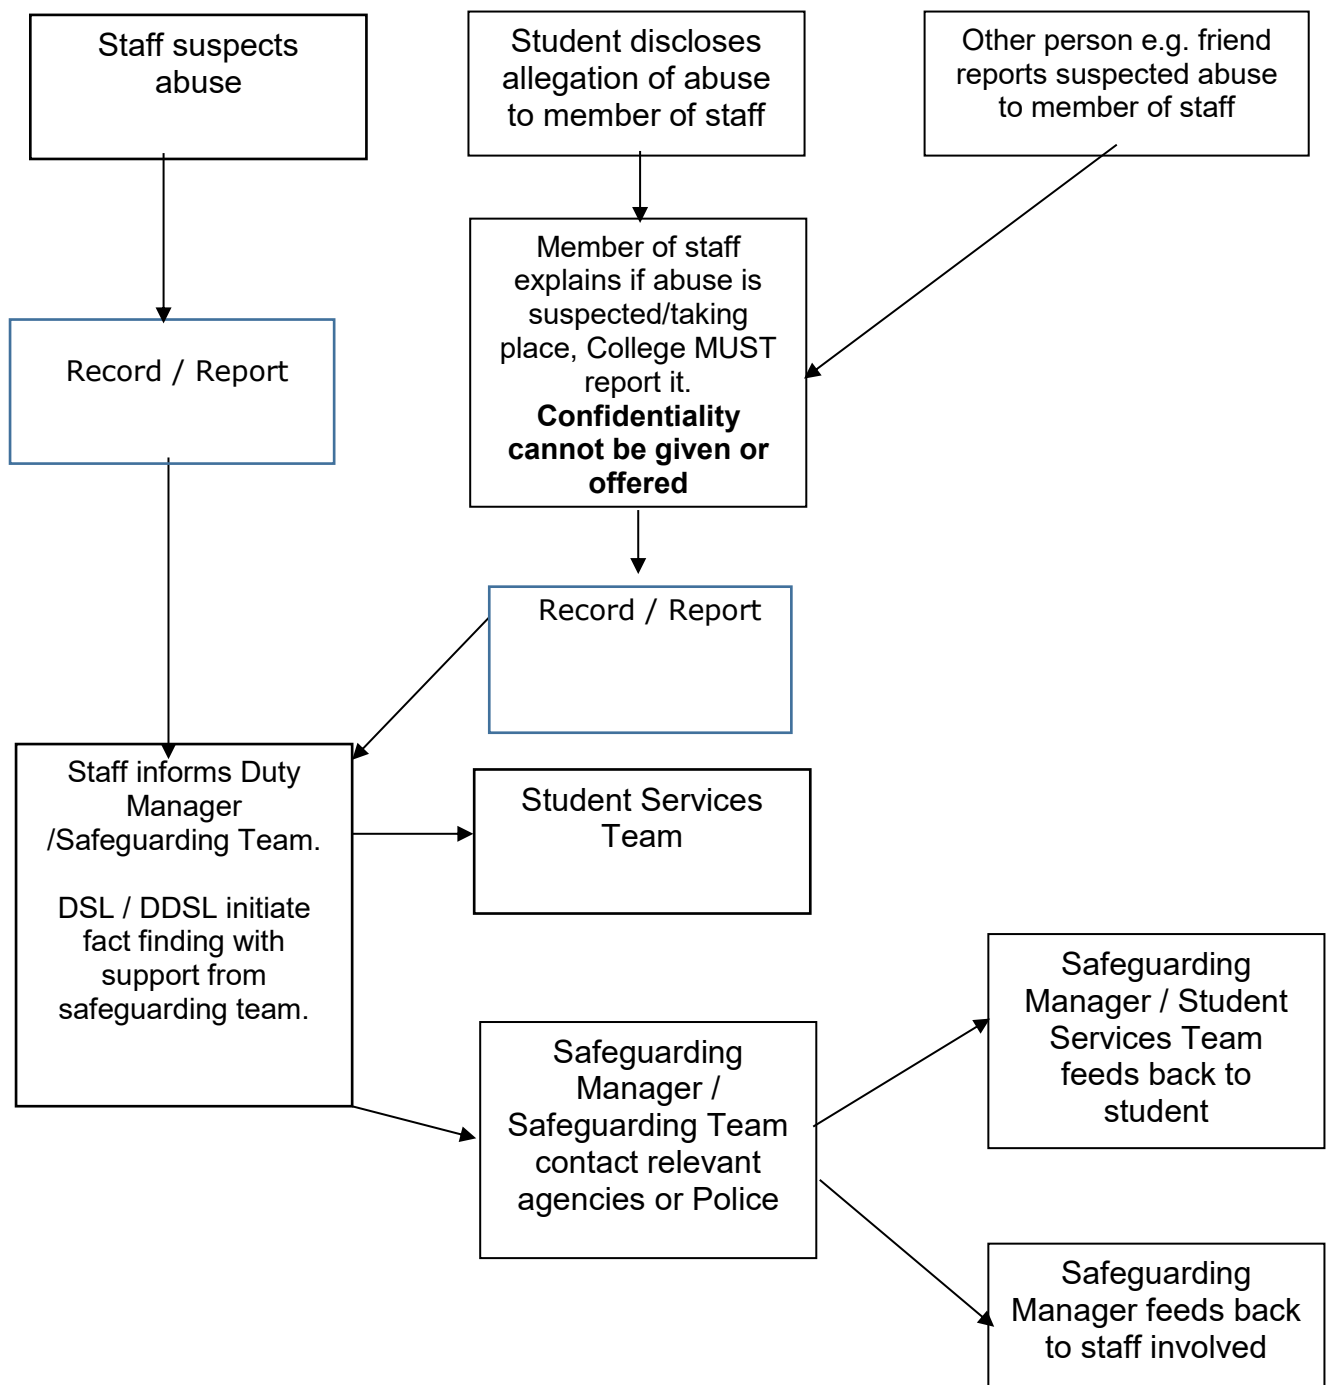 Staff suspects
abuse
Student discloses
allegation of abuse
to member of staff
Other person e.g. friend
reports suspected abuse
to member of staff
Member of staff
explains if abuse is
suspected/taking
place, College MUST
report it.
Confidentiality
cannot be given or
offered
Record / Report
Record / Report
Staff informs Duty
Manager
/Safeguarding Team.
DSL / DDSL initiate
fact finding with
support from
safeguarding team.
Student Services
Team
Safeguarding
Manager /
Safeguarding Team
contact relevant
agencies or Police
Safeguarding
Manager / Student
Services Team
feeds back to
student
Safeguarding
Manager feeds back
to staff involved